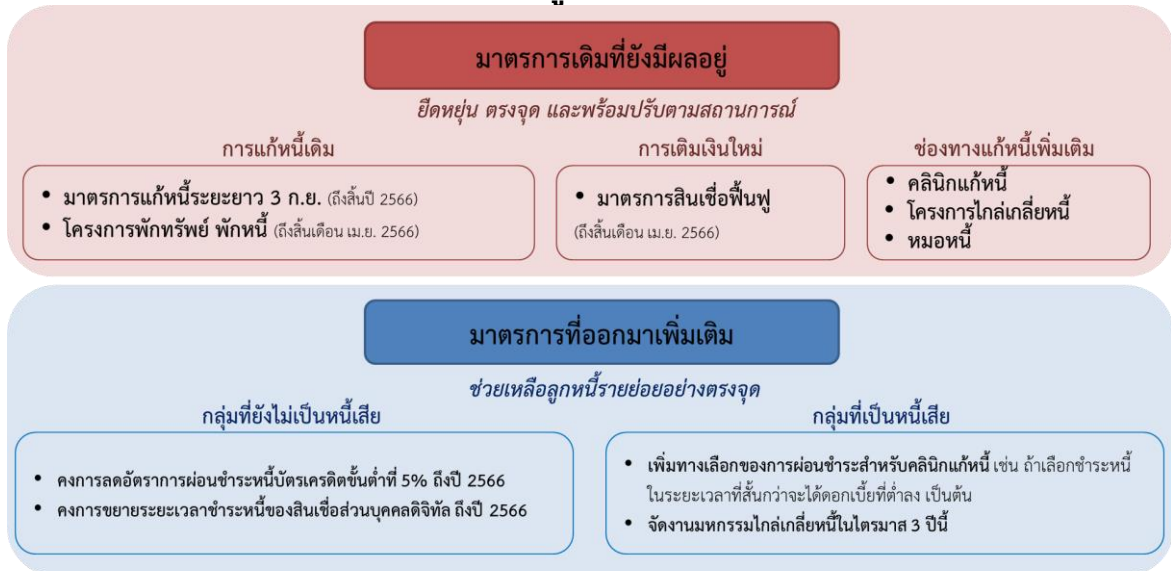 มาตรการเดิมที่ยังมีผลอยู่
ยืดหยุ่น ตรงจุด และพร้อมปรับตามสถานการณ์
การแก้หนี้เดิม
• มาตรการแก้หนี้ระยะยาว 3 ก.ย. (ถึงสิ้นปี 2566)
• โครงการพักทรัพย์ พักหนี้ (ถึงสิ้นเดือน เม.ย. 2566)
การเติมเงินใหม่
• มาตรการสินเชื่อฟื้นฟู
(ถึงสิ้นเดือน เม.ย. 2566)
ช่องทางแก้หนี้เพิ่มเติม
• คลินิกแก้หนี้
• โครงการไกล่เกลี่ยหนี้
• หมอหนี้
มาตรการที่ออกมาเพิ่มเติม
ช่วยเหลือลูกหนี้รายย่อยอย่างตรงจุด
กลุ่มที่ยังไม่เป็นหนี้เสีย
• คงการลดอัตราการผ่อนชำระหนี้บัตรเครดิตขั้นต่ำที่ 5% ถึงปี 2566
• คงการขยายระยะเวลาชำระหนี้ของสินเชื่อส่วนบุคคลดิจิทัล ถึงปี 2566
กลุ่มที่เป็นหนี้เสีย
• เพิ่มทางเลือกของการผ่อนชำระสำหรับคลินิกแก้หนี้ เช่น ถ้าเลือกชำระหนี้
ในระยะเวลาที่สั้นกว่าจะได้ดอกเบี้ยที่ต่ำลง เป็นต้น
• จัดงานมหกรรมไกล่เกลี่ยหนี้ในไตรมาส 3 ปีนี้